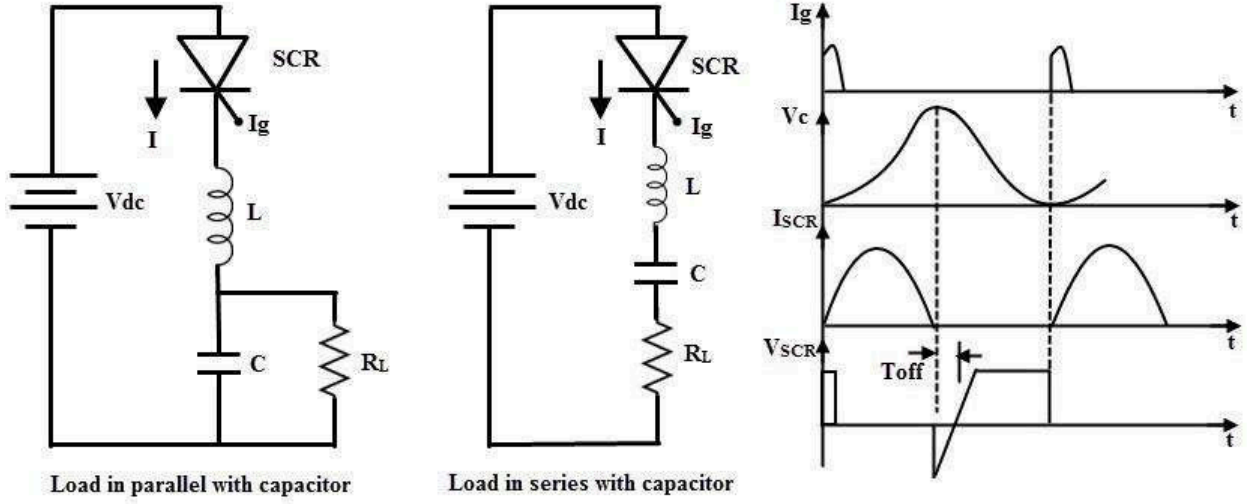 SCR
I
Ig
Vdc
L
C
RL
Load in parallel with capacitor
SCR
I
Ig
Vdc
L
C
RL
Load in series with capacitor
Ig
t
Vc
t
ISCR
t
VSCR
Toff
t